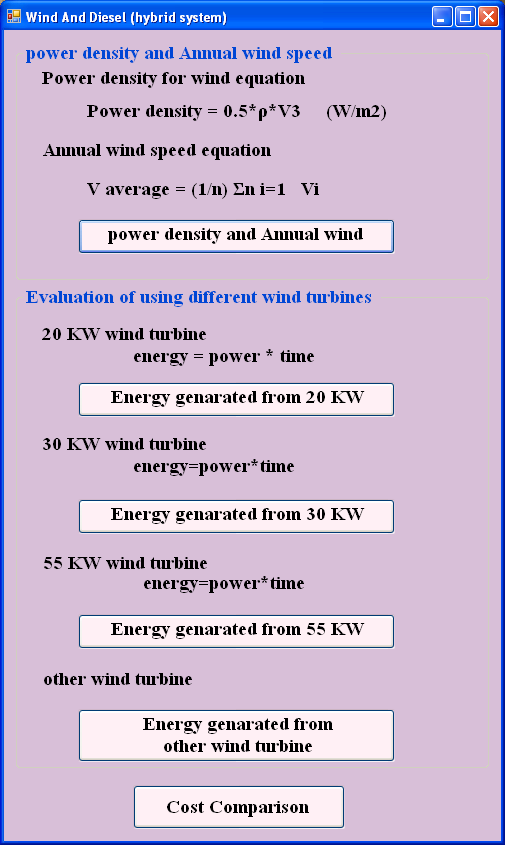 Wind And Diesel (hybrid system)
power density and Annual wind speed
Power density for wind equation
Power density = 0.5*ρ*V3 (W/m2)
Annual wind speed equation
V average = (1/n) Σn i=1 Vi
power density and Annual wind
Evaluation of using different wind turbines
20 KW wind turbine
energy = power * time
Energy genarated from 20 KW
30 KW wind turbine
energy=power*time
Energy genarated from 30 KW
55 KW wind turbine
energy=power*time
Energy genarated from 55 KW
other wind turbine
Energy genarated from
other wind turbine
Cost Comparison